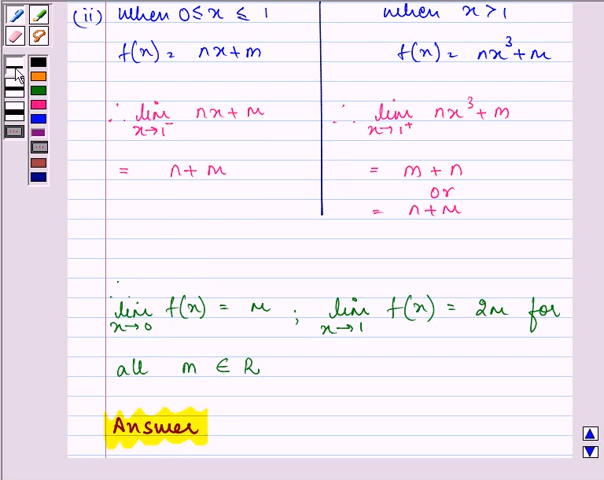 (ii) when 0 ≤ x ≤ 1
f(x) = nx + m
∴ lim x→1⁻ nx + m
= n + m
when x > 1
f(x) = nx³ + m
∴ lim x→1⁺ nx³ + m
= m + n
or
= n + m
∴ lim x→0 f(x) = m ; lim x→1 f(x) = 2m for
all m ∈ R
Answer